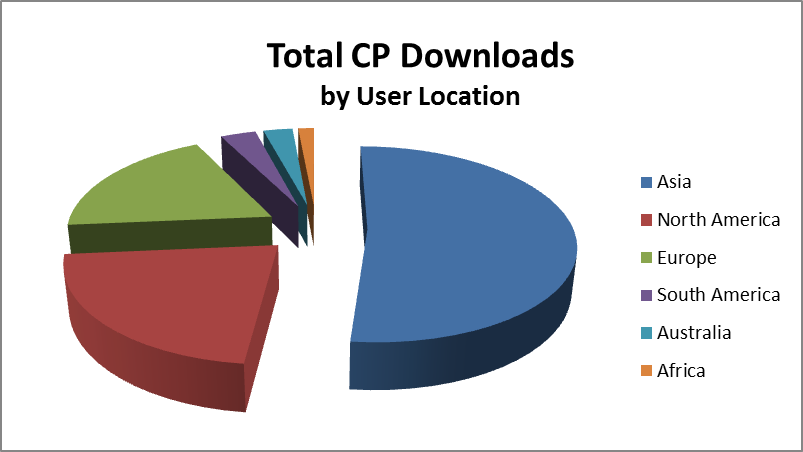 Total CP Downloads
by User Location
Asia
North America
Europe
South America
Australia
Africa